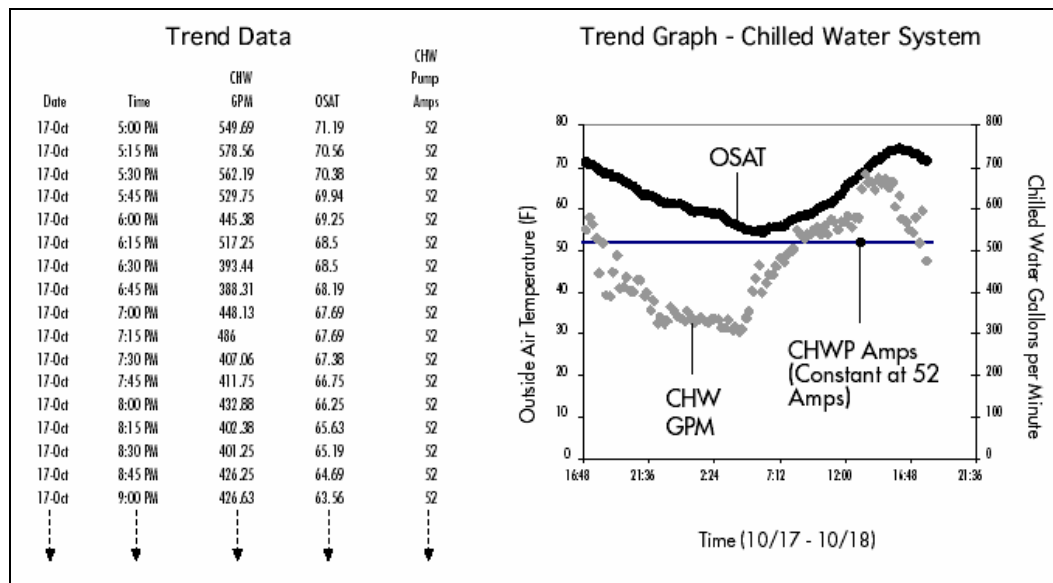 Trend Data
CHW
CHW Pump
Date Time GPM OSAT Amps
17-Oct 5:00 PM 549.69 71.19 52
17-Oct 5:15 PM 578.56 70.56 52
17-Oct 5:30 PM 562.19 70.38 52
17-Oct 5:45 PM 529.75 69.94 52
17-Oct 6:00 PM 445.38 69.25 52
17-Oct 6:15 PM 517.25 68.5 52
17-Oct 6:30 PM 393.44 68.5 52
17-Oct 6:45 PM 388.31 68.19 52
17-Oct 7:00 PM 448.13 67.69 52
17-Oct 7:15 PM 486 67.69 52
17-Oct 7:30 PM 407.06 67.38 52
17-Oct 7:45 PM 411.75 66.75 52
17-Oct 8:00 PM 432.88 66.25 52
17-Oct 8:15 PM 402.38 65.63 52
17-Oct 8:30 PM 401.25 65.19 52
17-Oct 8:45 PM 426.25 64.69 52
17-Oct 9:00 PM 426.63 63.56 52
Trend Graph - Chilled Water System
Outside Air Temperature (F)
80
70
60
50
40
30
20
10
0
OSAT
CHW
GPM
CHWP Amps
(Constant at 52
Amps)
800
700
600
500
400
300
200
100
0
Chilled Water Gallons per Minute
16:48 21:36 2:24 7:12 12:00 16:48 21:36
Time (10/17 - 10/18)